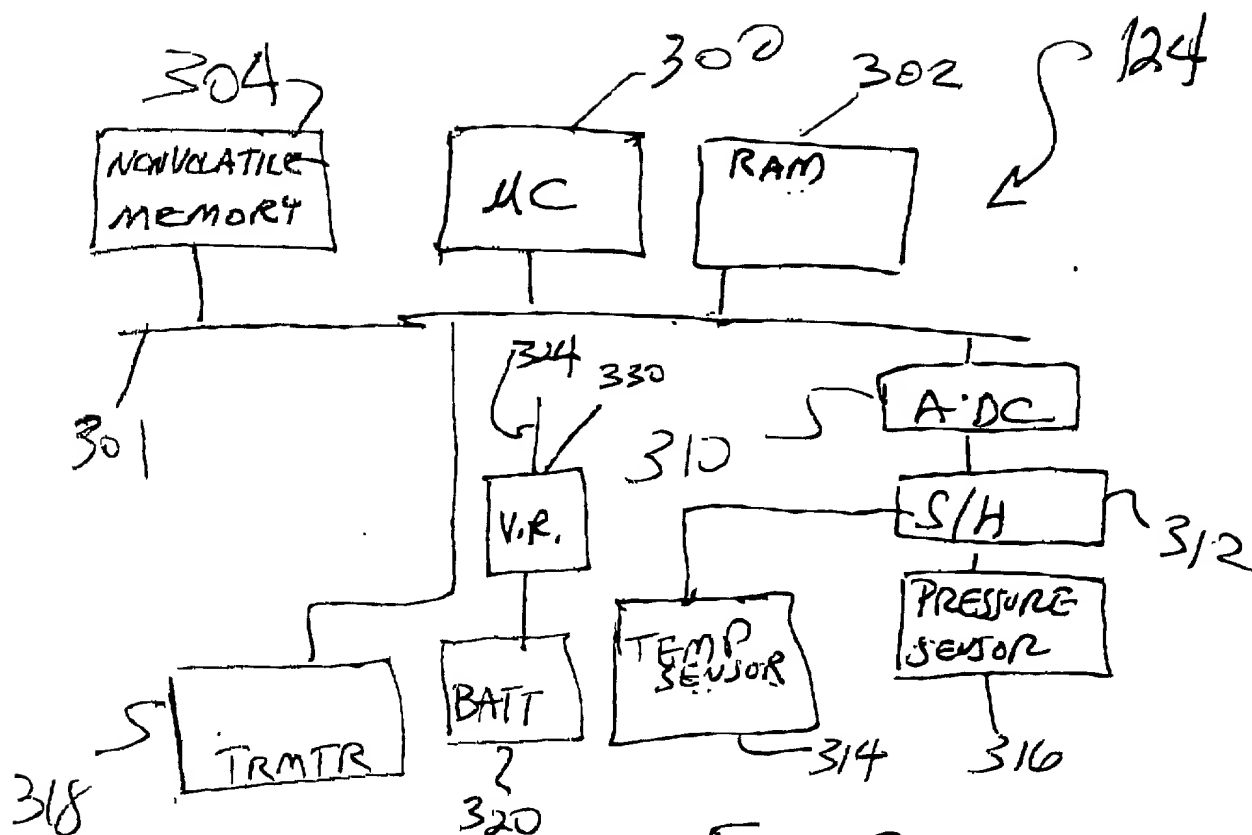 304
300
302
124
NONVOLATILE
MEMORY
μC
RAM
301
324
330
310
A·DC
V.R.
S/H
312
PRESSURE
SENSOR
TEMP
SENSOR
BATT
TRMTR
314
316
318
320